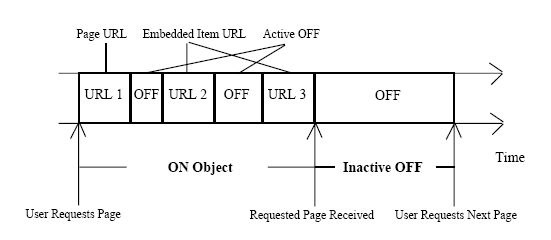 Page URL Embedded Item URL Active OFF
URL 1 OFF URL 2 OFF URL 3 OFF
Time
ON Object Inactive OFF
User Requests Page Requested Page Received User Requests Next Page